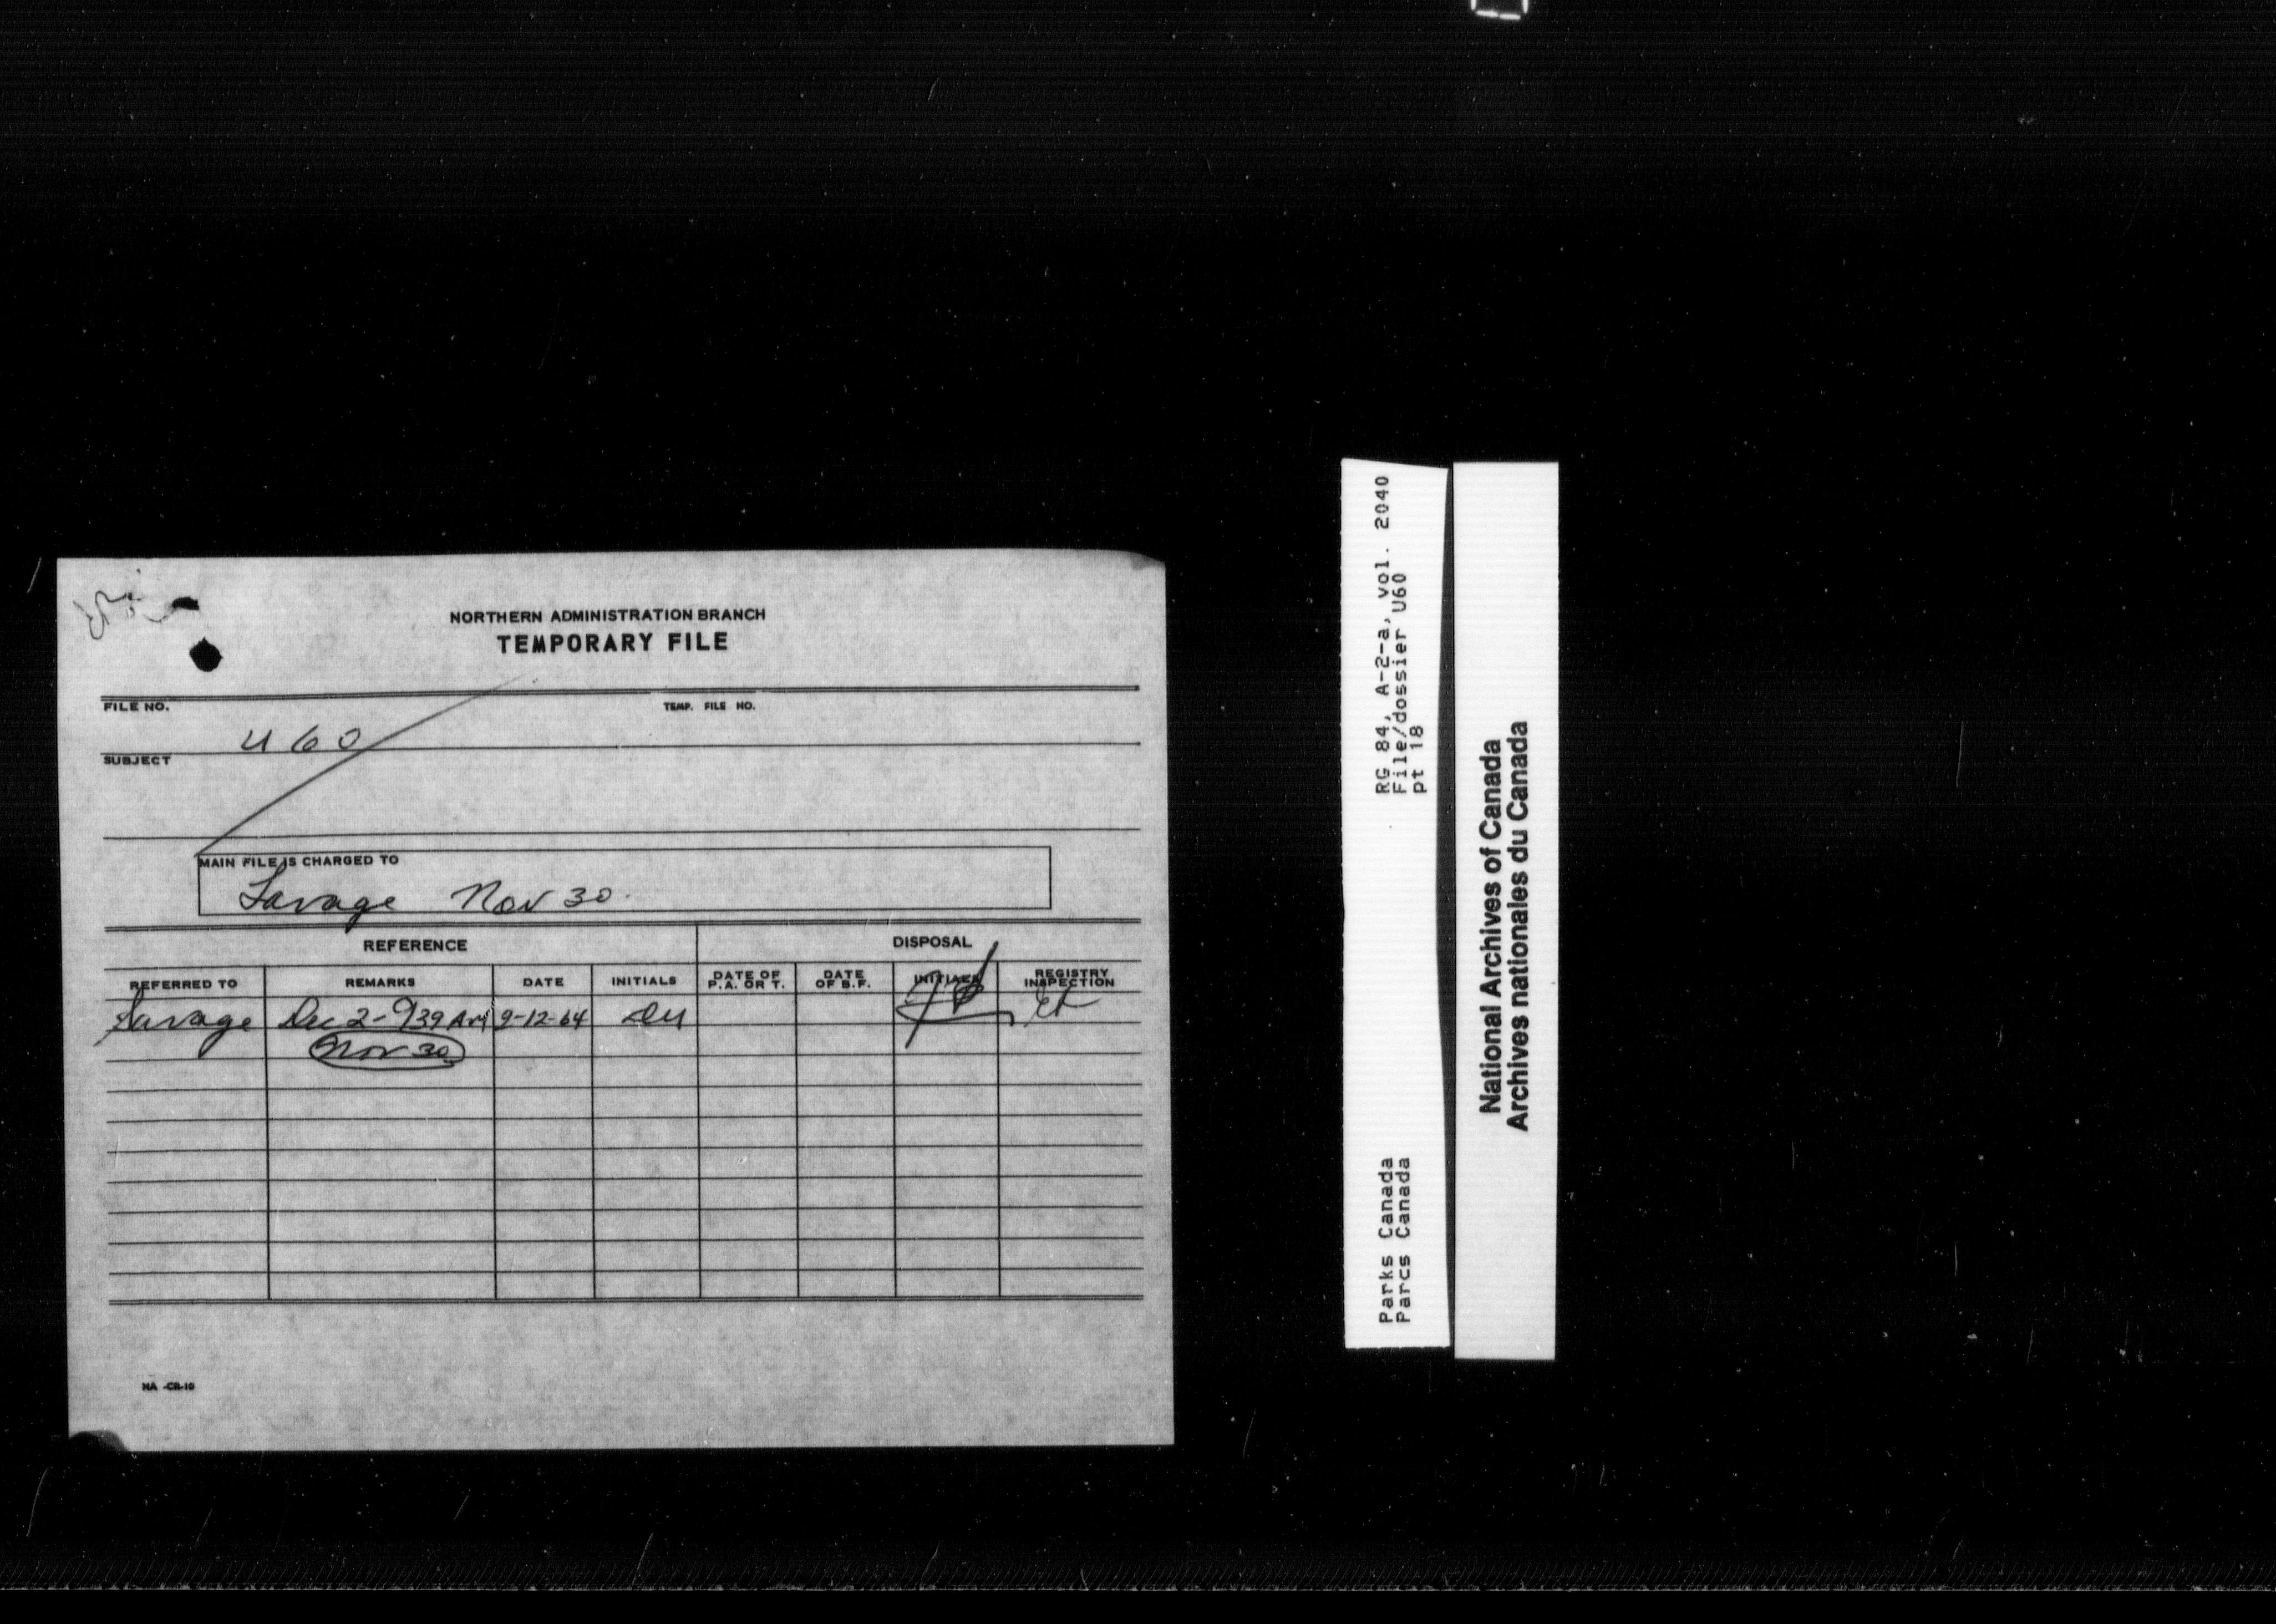 NORTHERN ADMINISTRATION BRANCH
TEMPORARY FILE
FILE NO.
TEMP. FILE NO.
U60
SUBJECT
MAIN FILE IS CHARGED TO
Savage Nov 30.
REFERENCE
DISPOSAL
REFERRED TO
REMARKS
DATE
INITIALS
DATE OF P.A. OR T.
DATE OF B.F.
INITIALS
REGISTRY INSPECTION
Savage Dec 2 - 939 AM 9-12-64
Nov 30
NA -CR-10
RG 84, A-2-a, vol. 2040
File/dossier U60
pt 18
Parks Canada
Parcs Canada
National Archives of Canada
Archives nationales du Canada